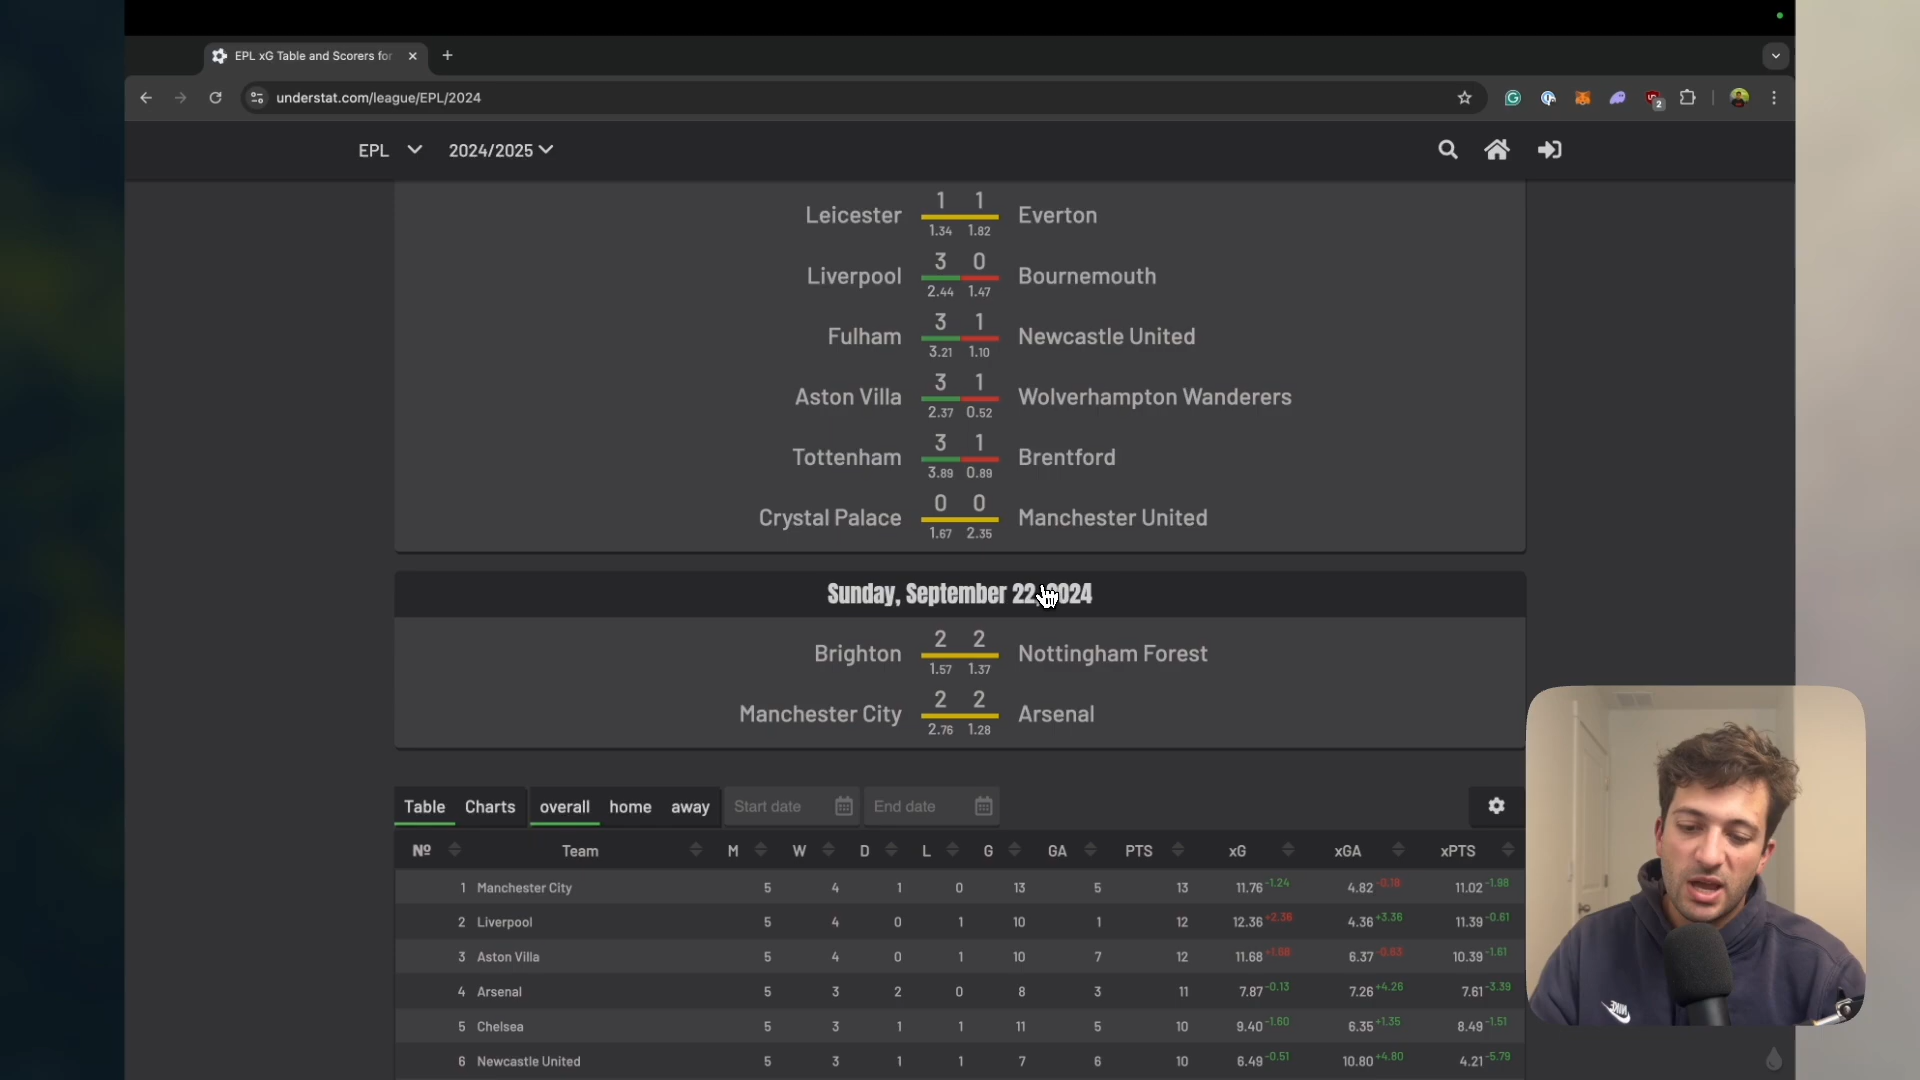 EPL xG Table and Scorers for
understat.com/league/EPL/2024
2
EPL 2024/2025
Leicester 1 1 Everton
1.34 1.82
Liverpool 3 0 Bournemouth
2.44 1.47
Fulham 3 1 Newcastle United
3.21 1.10
Aston Villa 3 1 Wolverhampton Wanderers
2.37 0.52
Tottenham 3 1 Brentford
3.89 0.89
Crystal Palace 0 0 Manchester United
1.67 2.35
Sunday, September 22, 2024
Brighton 2 2 Nottingham Forest
1.57 1.37
Manchester City 2 2 Arsenal
2.76 1.28
Table Charts overall home away Start date End date
№ Team M W D L G GA PTS xG xGA xPTS
1 Manchester City 5 4 1 0 13 5 13 11.76 -1.24 4.82 -0.18 11.02 -1.98
2 Liverpool 5 4 0 1 10 1 12 12.36 +2.36 4.36 +3.36 11.39 -0.61
3 Aston Villa 5 4 0 1 10 7 12 11.68 +1.68 6.37 -0.63 10.39 -1.61
4 Arsenal 5 3 2 0 8 3 11 7.87 -0.13 7.26 +4.26 7.61 -3.39
5 Chelsea 5 3 1 1 11 5 10 9.40 -1.60 6.35 +1.35 8.49 -1.51
6 Newcastle United 5 3 1 1 7 6 10 6.49 -0.51 10.80 +4.80 4.21 -5.79
NIKE